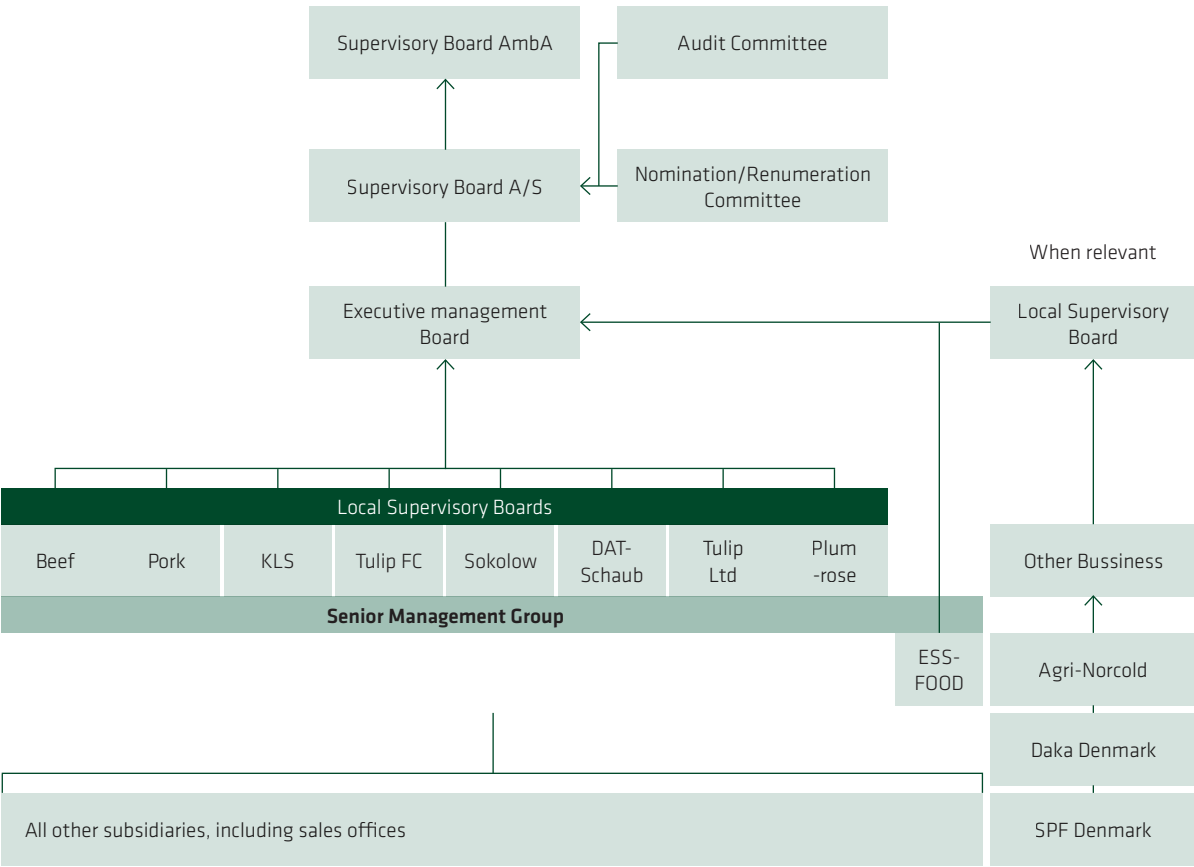 Supervisory Board AmbA
Audit Committee
Supervisory Board A/S
Nomination/Renumeration
Committee
When relevant
Executive management
Board
Local Supervisory
Board
Local Supervisory Boards
Beef
Pork
KLS
Tulip FC
Sokolow
DAT-
Schaub
Tulip
Ltd
Plum
-rose
Other Bussiness
Senior Management Group
ESS-
FOOD
Agri-Norcold
Daka Denmark
All other subsidiaries, including sales offices
SPF Denmark